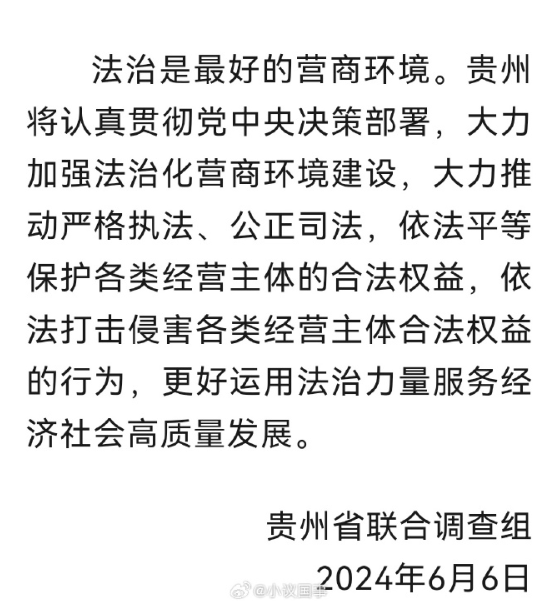 法治是最好的营商环境。贵州
将认真贯彻党中央决策部署，大力
加强法治化营商环境建设，大力推
动严格执法、公正司法，依法平等
保护各类经营主体的合法权益，依
法打击侵害各类经营主体合法权益
的行为，更好运用法治力量服务经
济社会高质量发展。
贵州省联合调查组
2024年6月6日
@小议国事